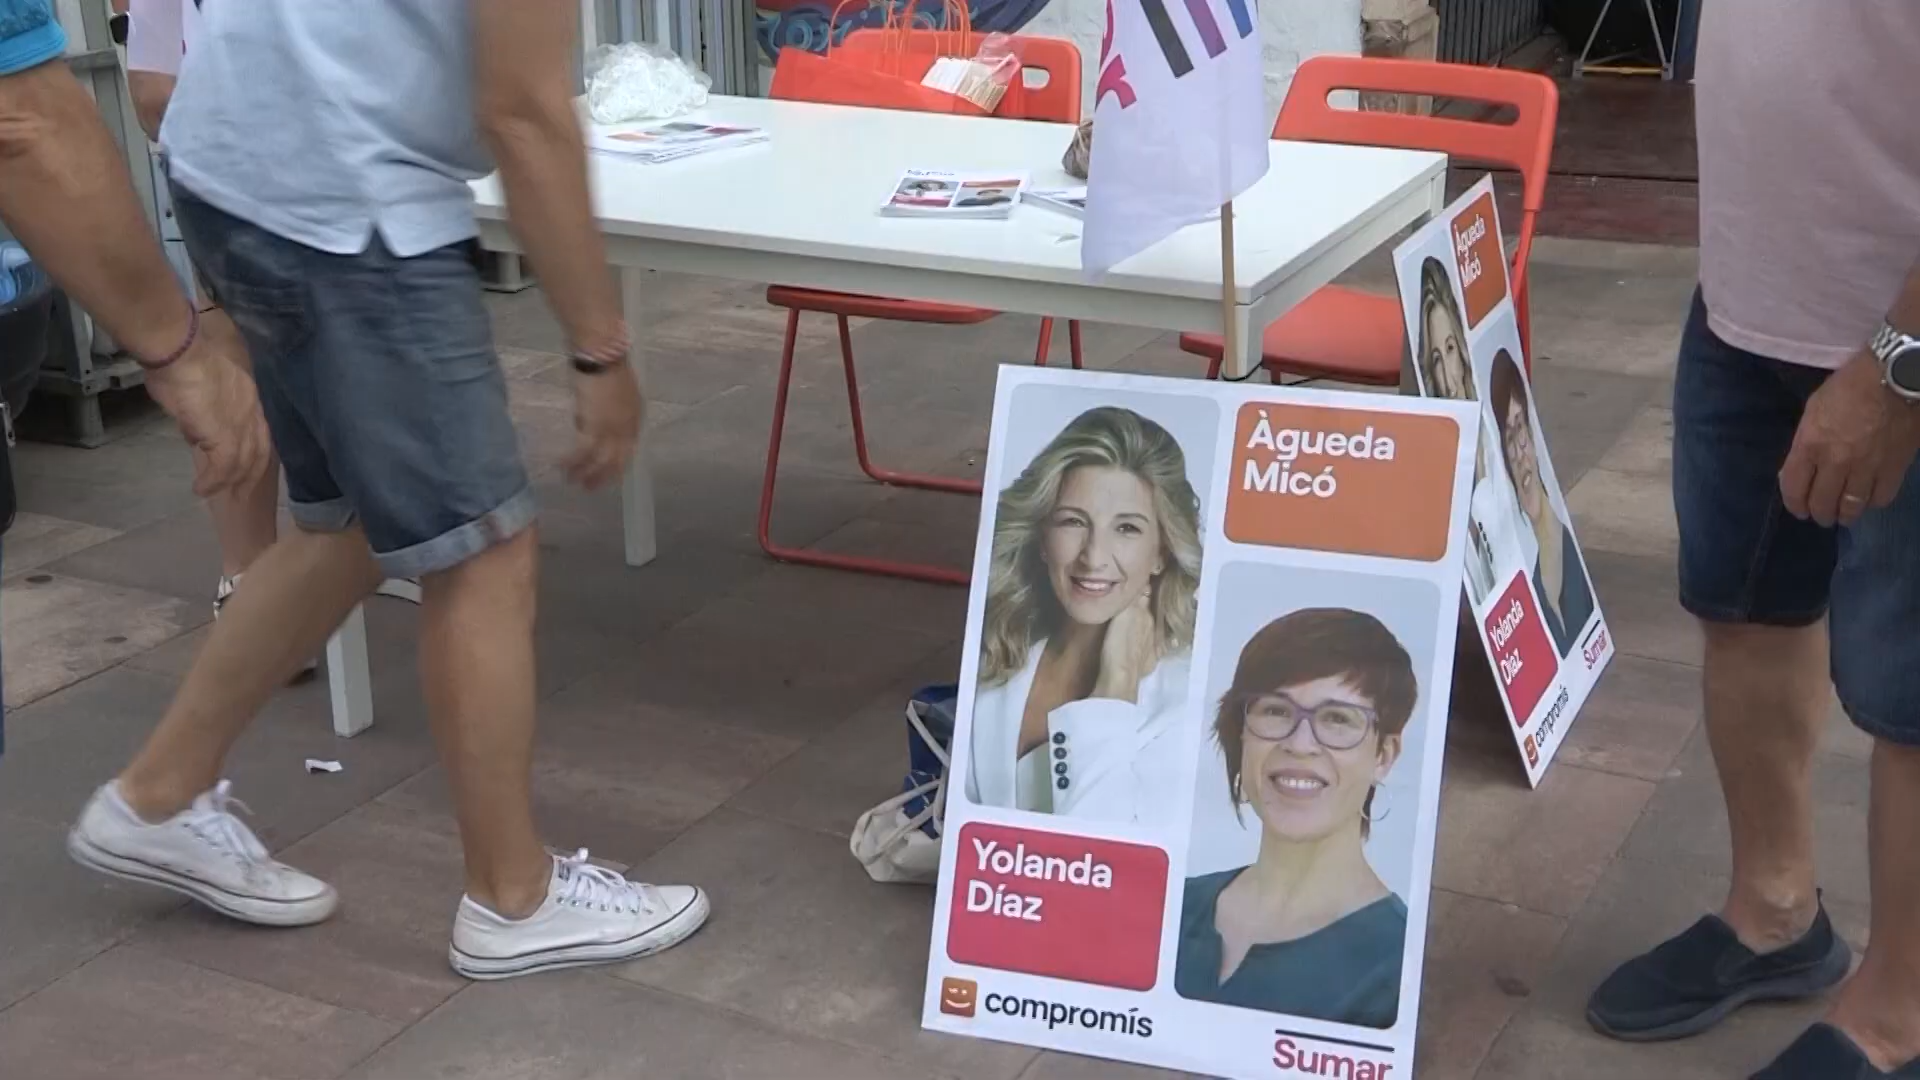 Àgueda
Micó
Yolanda
Díaz
compromís
Sumar
Àgueda
Micó
Yolanda
Díaz
compromís
Sumar